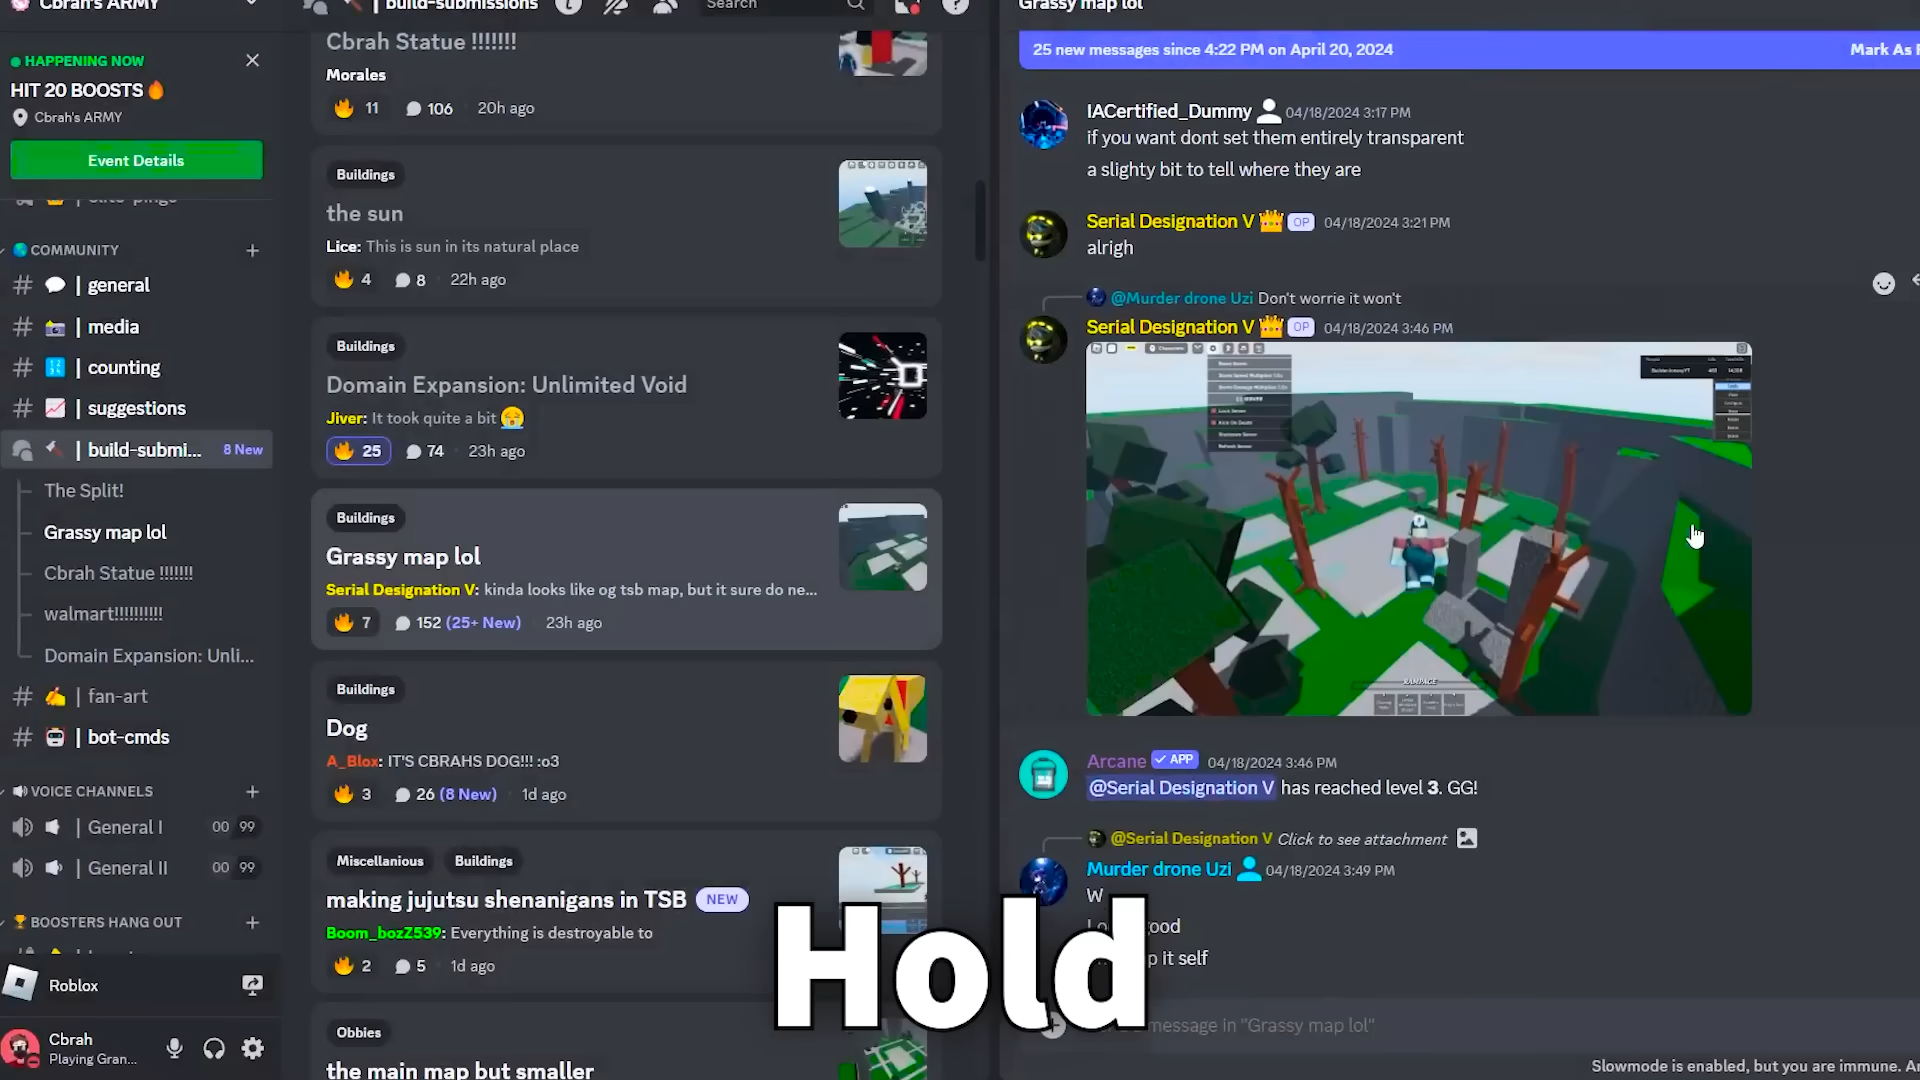 Cbrah's ARMY
HAPPENING NOW
HIT 20 BOOSTS🔥
Cbrah's ARMY
Event Details
COMMUNITY
# 💬 | general
# 📷 | media
# 🔢 | counting
# 📈 | suggestions
🔨 | build-submi... 8 New
The Split!
Grassy map lol
Cbrah Statue !!!!!!!
walmart!!!!!!!!!!
Domain Expansion: Unli...
# ✍️ | fan-art
# 🤖 | bot-cmds
VOICE CHANNELS
| General I 00 99
| General II 00 99
🏆 BOOSTERS HANG OUT
Roblox
Cbrah
Playing Gran...
| build-submissions
Search
Cbrah Statue !!!!!!!
Morales
🔥 11 106 20h ago
Buildings
the sun
Lice: This is sun in its natural place
🔥 4 8 22h ago
Buildings
Domain Expansion: Unlimited Void
Jiver: It took quite a bit 😭
🔥 25 74 23h ago
Buildings
Grassy map lol
Serial Designation V: kinda looks like og tsb map, but it sure do ne...
🔥 7 152 (25+ New) 23h ago
Buildings
Dog
A_Blox: IT'S CBRAHS DOG!!! :o3
🔥 3 26 (8 New) 1d ago
Miscellanious Buildings
making jujutsu shenanigans in TSB NEW
Boom_bozZ539: Everything is destroyable to
🔥 2 5 1d ago
Obbies
the main map but smaller
Grassy map lol
25 new messages since 4:22 PM on April 20, 2024 Mark As
IACertified_Dummy 04/18/2024 3:17 PM
if you want dont set them entirely transparent
a slighty bit to tell where they are
Serial Designation V 👑 OP 04/18/2024 3:21 PM
alrigh
@Murder drone Uzi Don't worrie it won't
Serial Designation V 👑 OP 04/18/2024 3:46 PM
RAMPAGE
Arcane ✓ APP 04/18/2024 3:46 PM
@Serial Designation V has reached level 3. GG!
@Serial Designation V Click to see attachment
Murder drone Uzi 04/18/2024 3:49 PM
W
good
it self
message in "Grassy map lol"
Slowmode is enabled, but you are immune.
Hold